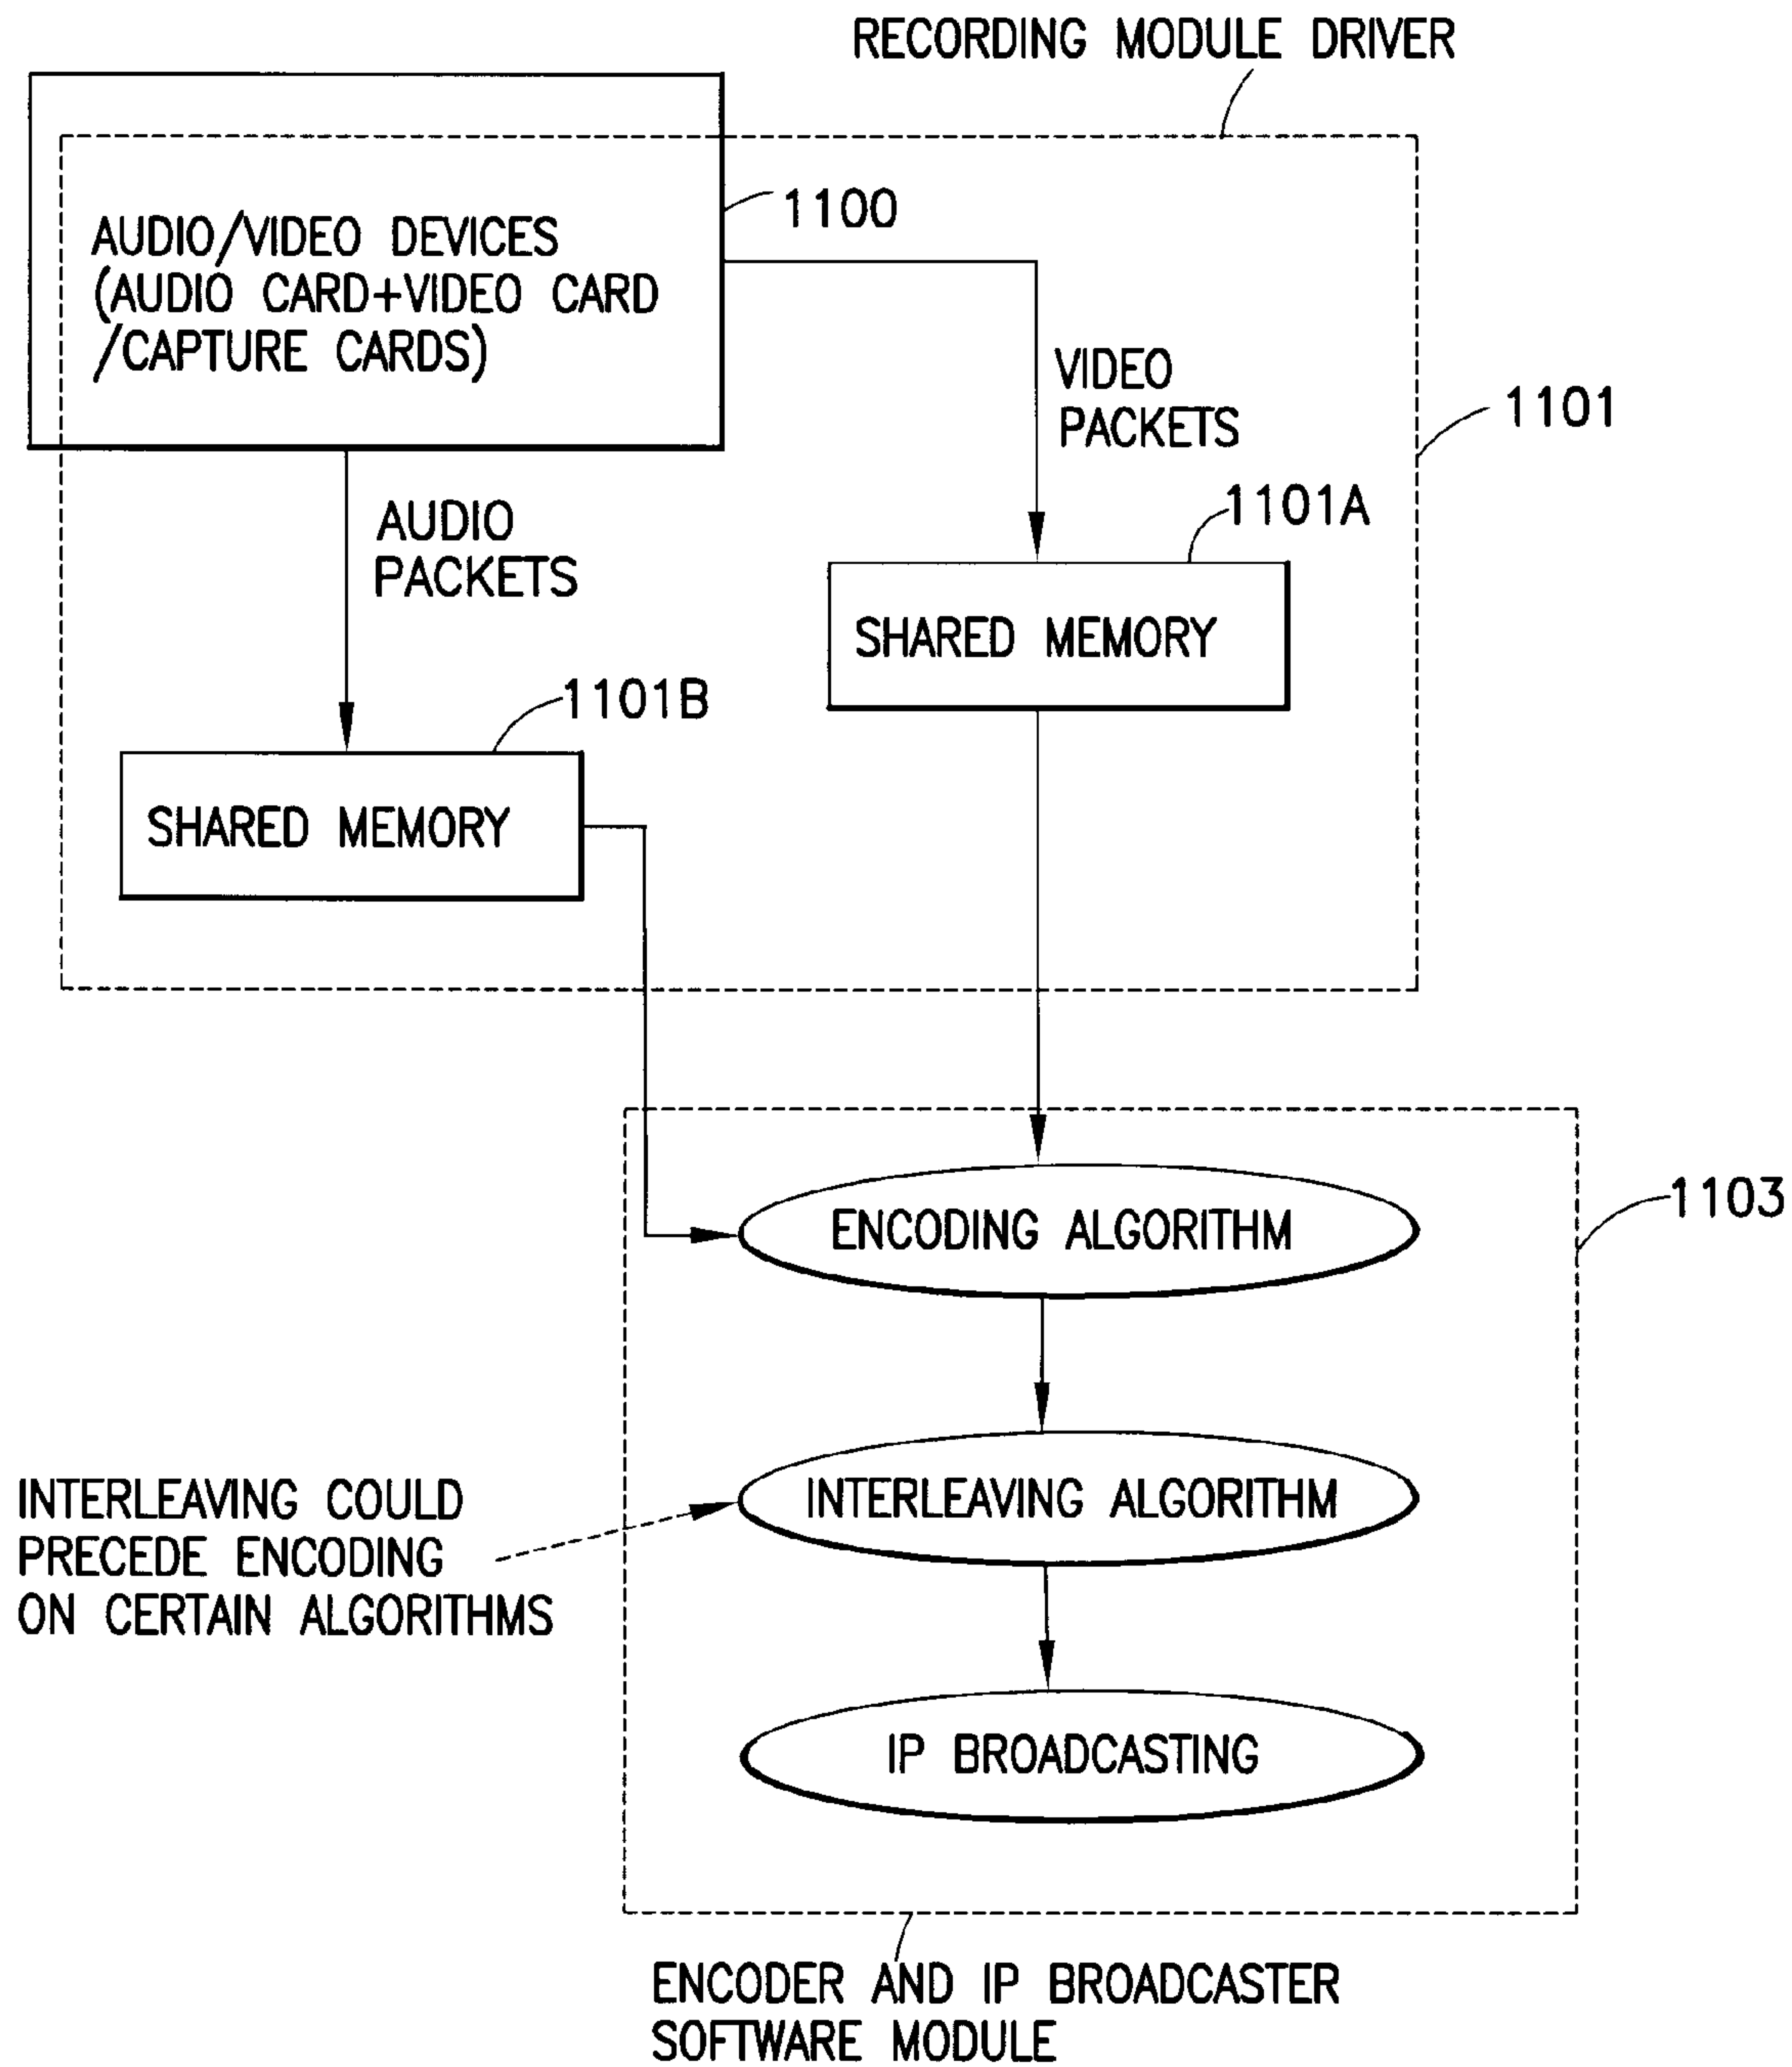 RECORDING MODULE DRIVER
1100
AUDIO/VIDEO DEVICES
(AUDIO CARD+VIDEO CARD
/CAPTURE CARDS)
VIDEO
PACKETS
1101
1101A
AUDIO
PACKETS
SHARED MEMORY
1101B
SHARED MEMORY
1103
ENCODING ALGORITHM
INTERLEAVING ALGORITHM
INTERLEAVING COULD
PRECEDE ENCODING
ON CERTAIN ALGORITHMS
IP BROADCASTING
ENCODER AND IP BROADCASTER
SOFTWARE MODULE